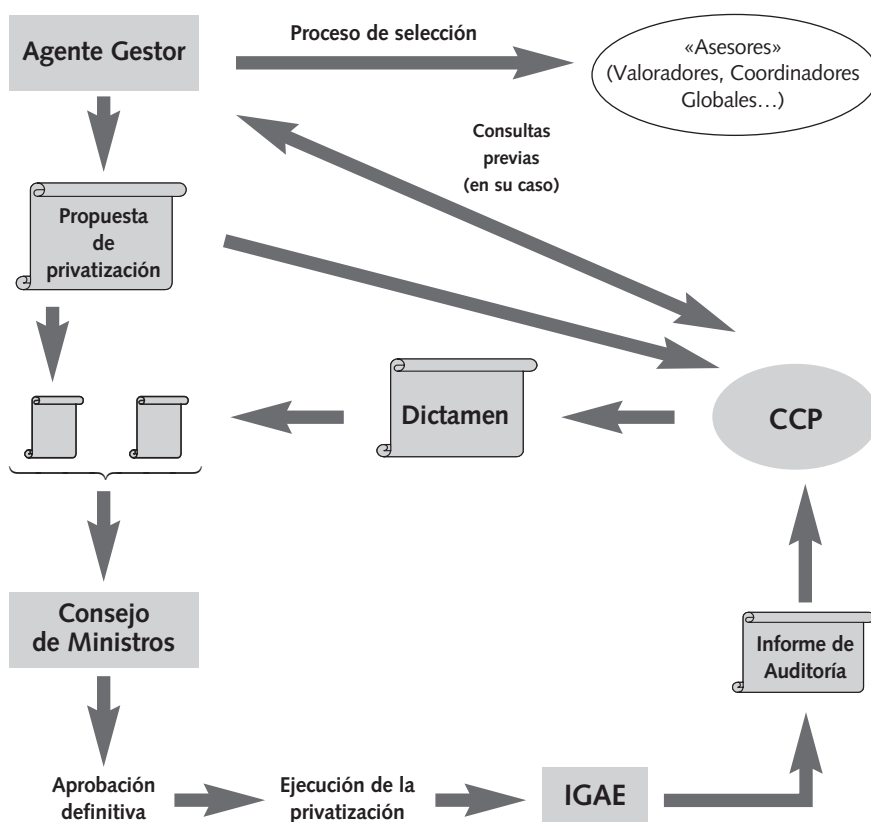 Agente Gestor
Proceso de selección
«Asesores»
(Valoradores, Coordinadores
Globales…)
Consultas
previas
(en su caso)
Propuesta
de
privatización
Dictamen
CCP
Consejo
de Ministros
Informe de
Auditoría
Aprobación
definitiva
Ejecución de la
privatización
IGAE